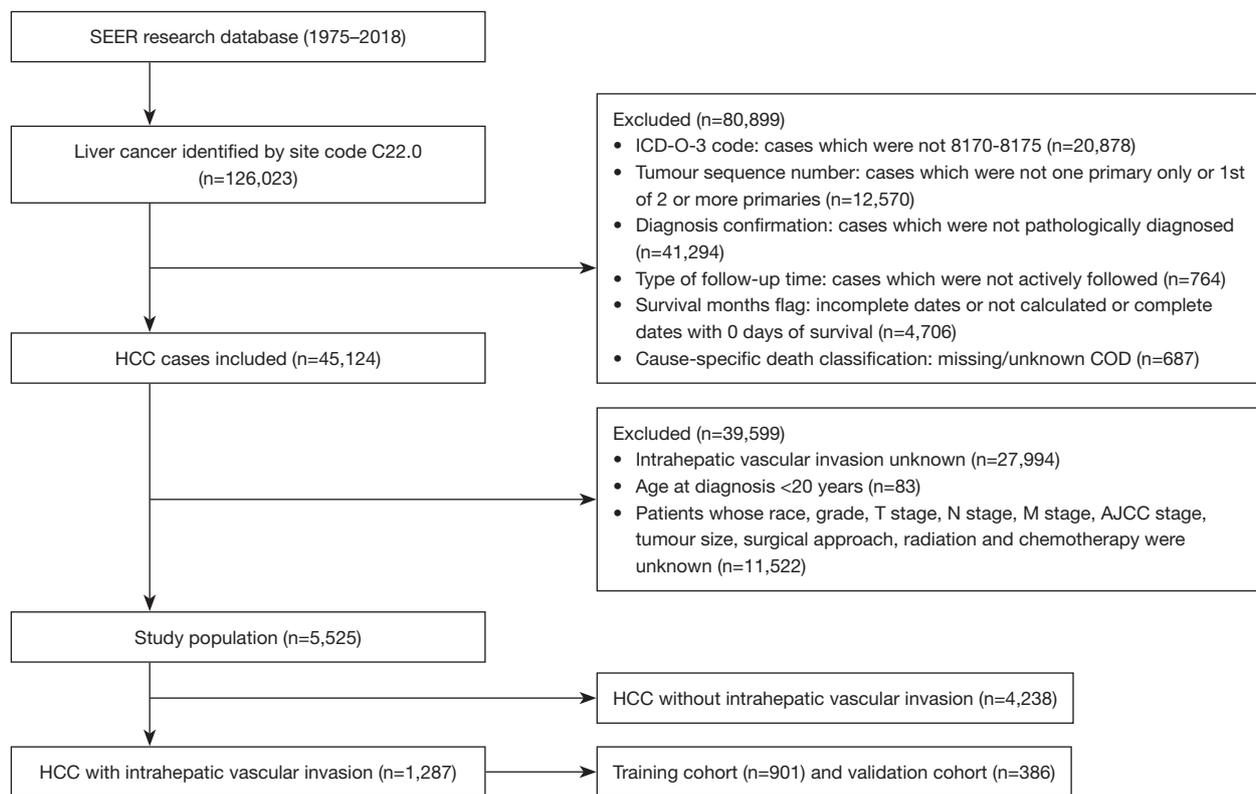 SEER research database (1975–2018)
Liver cancer identified by site code C22.0
(n=126,023)
Excluded (n=80,899)
• ICD-O-3 code: cases which were not 8170-8175 (n=20,878)
• Tumour sequence number: cases which were not one primary only or 1st
of 2 or more primaries (n=12,570)
• Diagnosis confirmation: cases which were not pathologically diagnosed
(n=41,294)
• Type of follow-up time: cases which were not actively followed (n=764)
• Survival months flag: incomplete dates or not calculated or complete
dates with 0 days of survival (n=4,706)
• Cause-specific death classification: missing/unknown COD (n=687)
HCC cases included (n=45,124)
Excluded (n=39,599)
• Intrahepatic vascular invasion unknown (n=27,994)
• Age at diagnosis <20 years (n=83)
• Patients whose race, grade, T stage, N stage, M stage, AJCC stage,
tumour size, surgical approach, radiation and chemotherapy were
unknown (n=11,522)
Study population (n=5,525)
HCC without intrahepatic vascular invasion (n=4,238)
HCC with intrahepatic vascular invasion (n=1,287)
Training cohort (n=901) and validation cohort (n=386)